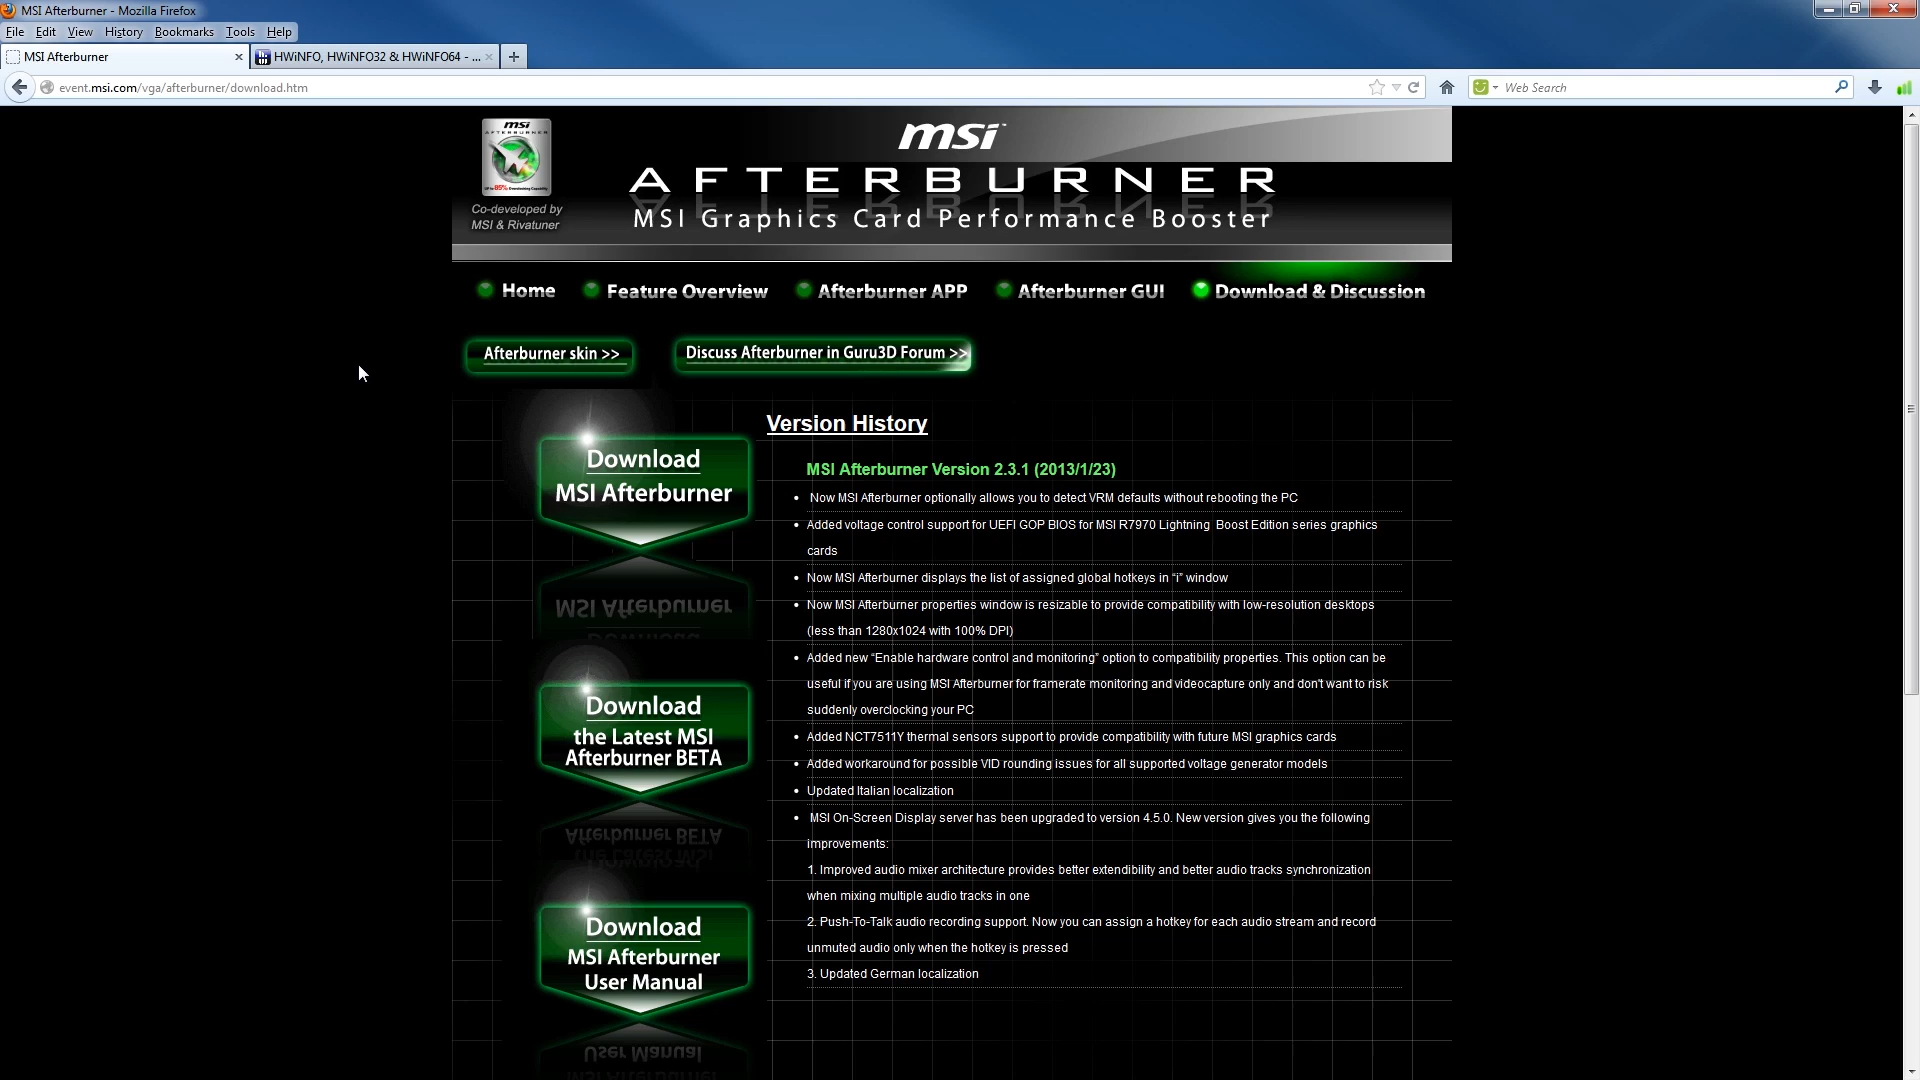 MSI Afterburner - Mozilla Firefox
File Edit View History Bookmarks Tools Help
MSI Afterburner
HWiNFO, HWiNFO32 & HWiNFO64 - ...
event.msi.com/vga/afterburner/download.htm
Web Search
msi
AFTERBURNER
Up to 85% Overclocking Capability
Co-developed by
MSI & Rivatuner
msi
AFTERBURNER
MSI Graphics Card Performance Booster
Home
Feature Overview
Afterburner APP
Afterburner GUI
Download & Discussion
Afterburner skin >>
Discuss Afterburner in Guru3D Forum >>
Download
MSI Afterburner
Download
the Latest MSI
Afterburner BETA
Download
MSI Afterburner
User Manual
Version History
MSI Afterburner Version 2.3.1 (2013/1/23)
• Now MSI Afterburner optionally allows you to detect VRM defaults without rebooting the PC
• Added voltage control support for UEFI GOP BIOS for MSI R7970 Lightning Boost Edition series graphics
cards
• Now MSI Afterburner displays the list of assigned global hotkeys in “i” window
• Now MSI Afterburner properties window is resizable to provide compatibility with low-resolution desktops
(less than 1280x1024 with 100% DPI)
• Added new “Enable hardware control and monitoring” option to compatibility properties. This option can be
useful if you are using MSI Afterburner for framerate monitoring and videocapture only and don't want to risk
suddenly overclocking your PC
• Added NCT7511Y thermal sensors support to provide compatibility with future MSI graphics cards
• Added workaround for possible VID rounding issues for all supported voltage generator models
• Updated Italian localization
• MSI On-Screen Display server has been upgraded to version 4.5.0. New version gives you the following
improvements:
1. Improved audio mixer architecture provides better extendibility and better audio tracks synchronization
when mixing multiple audio tracks in one
2. Push-To-Talk audio recording support. Now you can assign a hotkey for each audio stream and record
unmuted audio only when the hotkey is pressed
3. Updated German localization